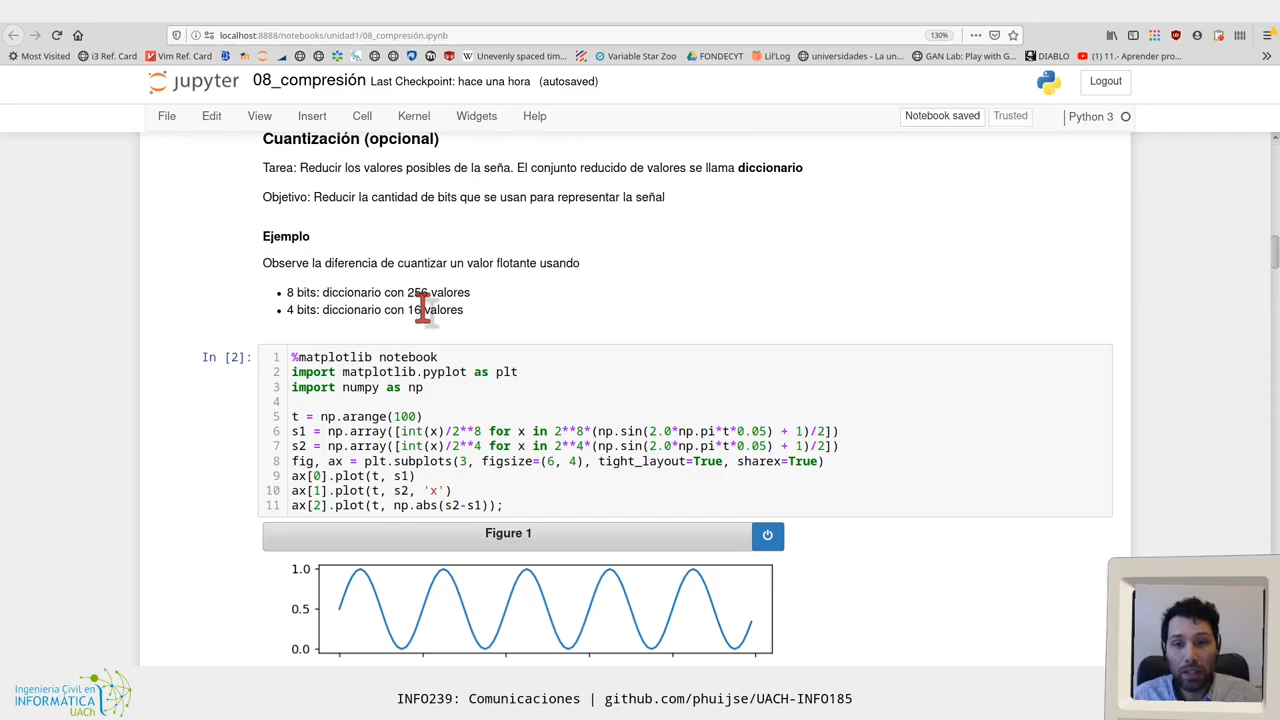 localhost:8888/notebooks/unidad1/08_compresión.ipynb
130%
Most Visited
i3 Ref. Card
Vim Ref. Card
Unevenly spaced tim...
Variable Star Zoo
FONDECYT
Lil'Log
universidades - La un...
GAN Lab: Play with G...
DIABLO
(1) 11.- Aprender pro...
jupyter 08_compresión Last Checkpoint: hace una hora (autosaved)
Logout
File Edit View Insert Cell Kernel Widgets Help
Notebook saved Trusted Python 3
Cuantización (opcional)
Tarea: Reducir los valores posibles de la seña. El conjunto reducido de valores se llama diccionario
Objetivo: Reducir la cantidad de bits que se usan para representar la señal
Ejemplo
Observe la diferencia de cuantizar un valor flotante usando
• 8 bits: diccionario con 256 valores
• 4 bits: diccionario con 16 valores
In [2]:
1 %matplotlib notebook
2 import matplotlib.pyplot as plt
3 import numpy as np
4
5 t = np.arange(100)
6 s1 = np.array([int(x)/2**8 for x in 2**8*(np.sin(2.0*np.pi*t*0.05) + 1)/2])
7 s2 = np.array([int(x)/2**4 for x in 2**4*(np.sin(2.0*np.pi*t*0.05) + 1)/2])
8 fig, ax = plt.subplots(3, figsize=(6, 4), tight_layout=True, sharex=True)
9 ax[0].plot(t, s1)
10 ax[1].plot(t, s2, 'x')
11 ax[2].plot(t, np.abs(s2-s1));
Figure 1
1.0
0.5
0.0
Ingeniería Civil en
INFORMÁTICA
UACh
INFO239: Comunicaciones | github.com/phuijse/UACH-INFO185